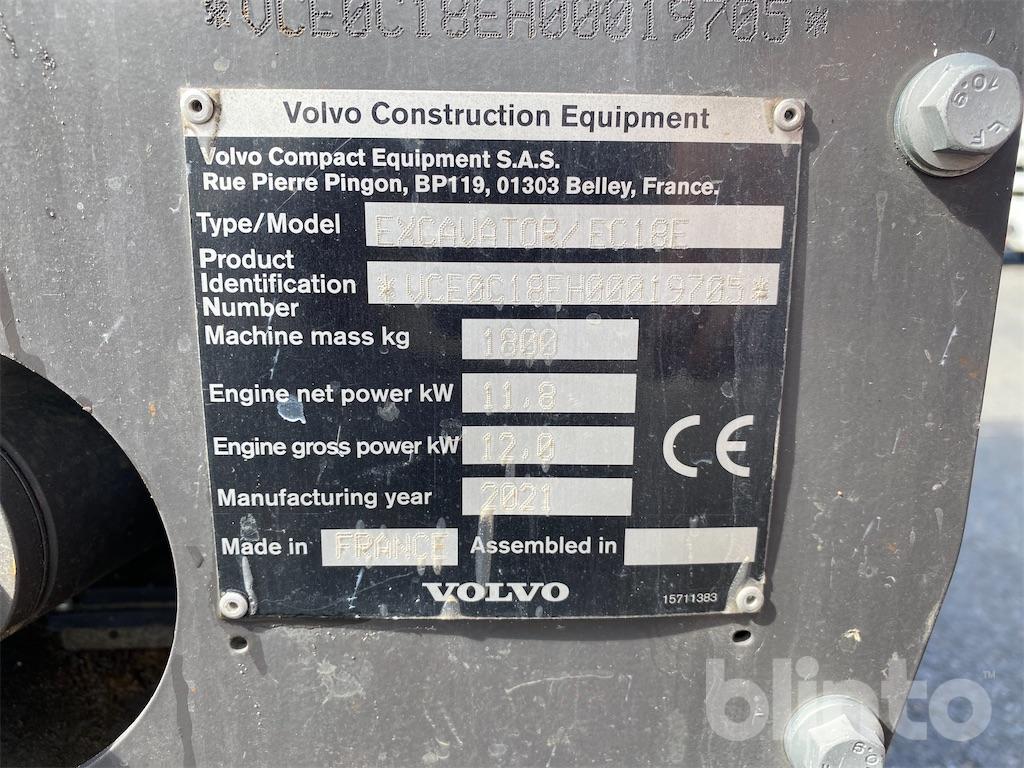 *VCE0C18EH00019705*
Volvo Construction Equipment
Volvo Compact Equipment S.A.S.
Rue Pierre Pingon, BP119, 01303 Belley, France.
Type/Model EXCAVATOR/EC18E
Product
Identification *VCE0C18EH00019705*
Number
Machine mass kg 1800
Engine net power kW 11,8
Engine gross power kW 12,0
CE
Manufacturing year 2021
Made in FRANCE Assembled in
VOLVO
15711383
blinto™